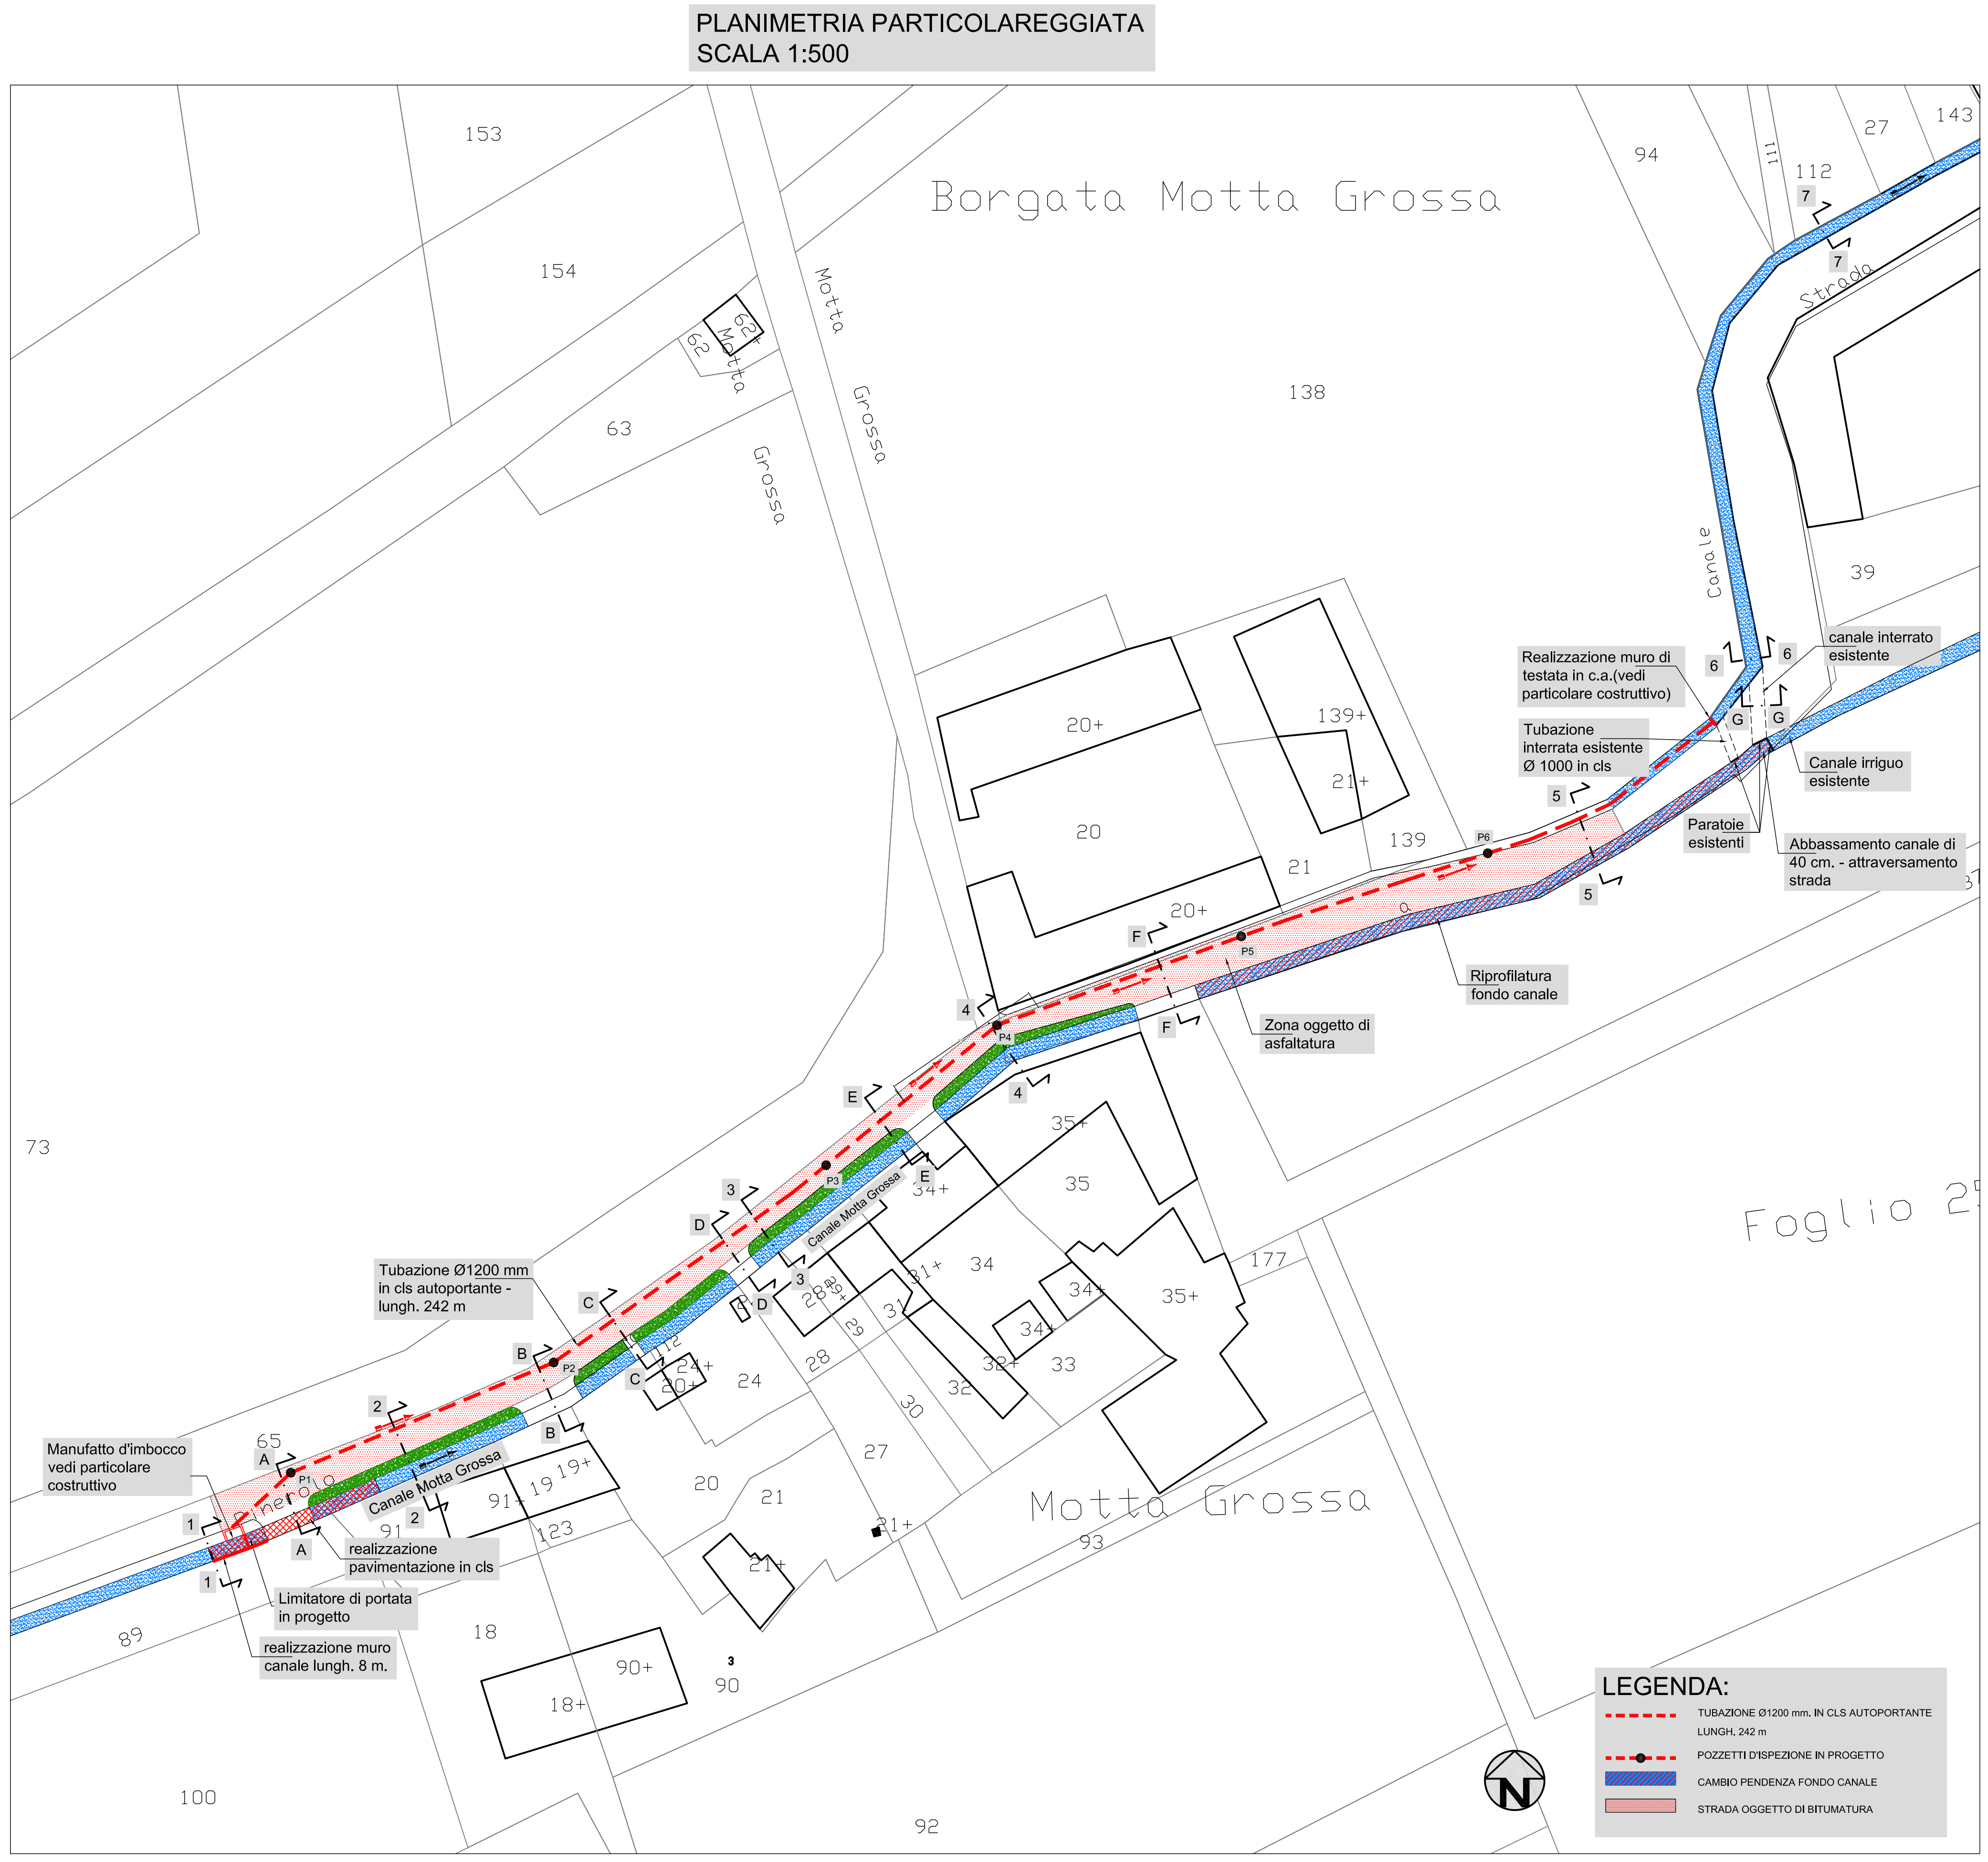 PLANIMETRIA PARTICOLAREGGIATA
SCALA 1:500
153
154
Borgata Motta Grossa
94
111
112
27
143
7
7
Strada
62
62+
Motta
Grossa
Motta
Grossa
63
138
Canale
39
canale interrato
esistente
6
6
Realizzazione muro di
testata in c.a.(vedi
particolare costruttivo)
G
G
Tubazione
interrata esistente
Ø 1000 in cls
Canale irriguo
esistente
Paratoie
esistenti
Abbassamento canale di
40 cm. - attraversamento
strada
5
5
20+
139+
21+
20
139
21
20+
P6
P5
F
F
Riprofilatura
fondo canale
Zona oggetto di
asfaltatura
4
P4
4
E
E
73
35+
35
34+
P3
Canale Motta Grossa
3
3
D
D
Foglio 25
177
Tubazione Ø1200 mm
in cls autoportante -
lungh. 242 m
C
C
28+
29+
31+
34
34+
35+
31
29
34+
33
32+
32
28
30
B
P2
B
112
24+
20+
24
2
2
65
Manufatto d'imbocco
vedi particolare
costruttivo
A
P1
nerolo
A
Canale Motta Grossa
91+
19
19+
91
123
20
21
27
21+
21+
Motta Grossa
93
1
1
realizzazione
pavimentazione in cls
Limitatore di portata
in progetto
realizzazione muro
canale lungh. 8 m.
89
18
90+
18+
3
90
100
92
N
LEGENDA:
TUBAZIONE Ø1200 mm. IN CLS AUTOPORTANTE
LUNGH. 242 m
POZZETTI D'ISPEZIONE IN PROGETTO
CAMBIO PENDENZA FONDO CANALE
STRADA OGGETTO DI BITUMATURA